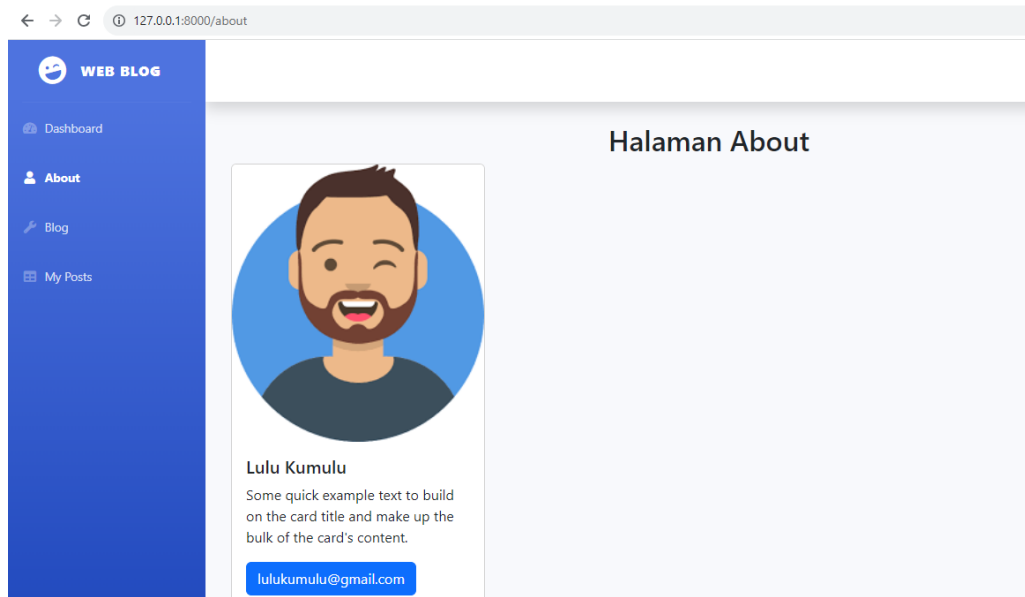 127.0.0.1:8000/about
WEB BLOG
Dashboard
About
Blog
My Posts
Halaman About
Lulu Kumulu
Some quick example text to build
on the card title and make up the
bulk of the card's content.
lulukumulu@gmail.com